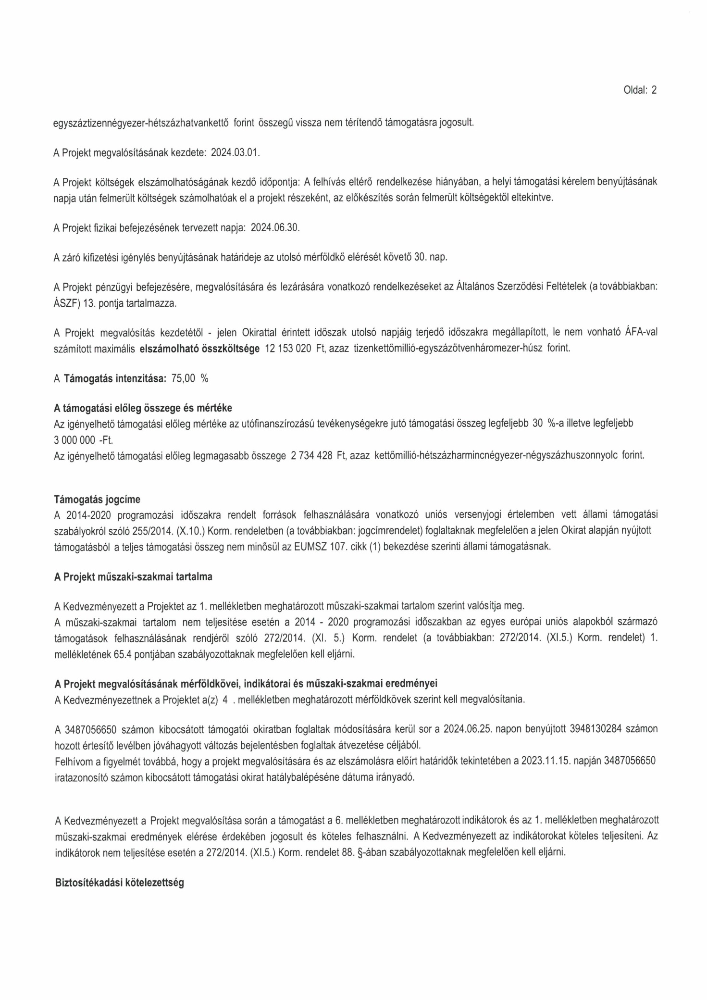 Oldal: 2
egyszáztizennégyezer-hétszázhatvankettő forint összegű vissza nem térítendő támogatásra jogosult.
A Projekt megvalósításának kezdete: 2024.03.01.
A Projekt költségek elszámolhatóságának kezdő időpontja: A felhívás eltérő rendelkezése hiányában, a helyi támogatási kérelem benyújtásának
napja után felmerült költségek számolhatóak el a projekt részeként, az előkészítés során felmerült költségektől eltekintve.
A Projekt fizikai befejezésének tervezett napja: 2024.06.30.
A záró kifizetési igénylés benyújtásának határideje az utolsó mérföldkő elérését követő 30. nap.
A Projekt pénzügyi befejezésére, megvalósítására és lezárására vonatkozó rendelkezéseket az Általános Szerződési Feltételek (a továbbiakban:
ÁSZF) 13. pontja tartalmazza.
A Projekt megvalósítás kezdetétől - jelen Okirattal érintett időszak utolsó napjáig terjedő időszakra megállapított, le nem vonható ÁFA-val
számított maximális elszámolható összköltsége 12 153 020 Ft, azaz tizenkettőmillió-egyszázötvenháromezer-húsz forint.
A Támogatás intenzitása: 75,00 %
A támogatási előleg összege és mértéke
Az igényelhető támogatási előleg mértéke az utófinanszírozású tevékenységekre jutó támogatási összeg legfeljebb 30 %-a illetve legfeljebb
3 000 000 -Ft.
Az igényelhető támogatási előleg legmagasabb összege 2 734 428 Ft, azaz kettőmillió-hétszázharmincnégyezer-négyszázhuszonnyolc forint.
Támogatás jogcíme
A 2014-2020 programozási időszakra rendelt források felhasználására vonatkozó uniós versenyjogi értelemben vett állami támogatási
szabályokról szóló 255/2014. (X.10.) Korm. rendeletben (a továbbiakban: jogcímrendelet) foglaltaknak megfelelően a jelen Okirat alapján nyújtott
támogatásból a teljes támogatási összeg nem minősül az EUMSZ 107. cikk (1) bekezdése szerinti állami támogatásnak.
A Projekt műszaki-szakmai tartalma
A Kedvezményezett a Projektet az 1. mellékletben meghatározott műszaki-szakmai tartalom szerint valósítja meg.
A műszaki-szakmai tartalom nem teljesítése esetén a 2014 - 2020 programozási időszakban az egyes európai uniós alapokból származó
támogatások felhasználásának rendjéről szóló 272/2014. (XI. 5.) Korm. rendelet (a továbbiakban: 272/2014. (XI.5.) Korm. rendelet) 1.
mellékletének 65.4 pontjában szabályozottaknak megfelelően kell eljárni.
A Projekt megvalósításának mérföldkövei, indikátorai és műszaki-szakmai eredményei
A Kedvezményezettnek a Projektet a(z) 4 . mellékletben meghatározott mérföldkövek szerint kell megvalósítania.
A 3487056650 számon kibocsátott támogatói okiratban foglaltak módosítására kerül sor a 2024.06.25. napon benyújtott 3948130284 számon
hozott értesítő levélben jóváhagyott változás bejelentésben foglaltak átvezetése céljából.
Felhívom a figyelmét továbbá, hogy a projekt megvalósítására és az elszámolásra előírt határidők tekintetében a 2023.11.15. napján 3487056650
iratazonosító számon kibocsátott támogatási okirat hatálybalépéséne dátuma irányadó.
A Kedvezményezett a Projekt megvalósítása során a támogatást a 6. mellékletben meghatározott indikátorok és az 1. mellékletben meghatározott
műszaki-szakmai eredmények elérése érdekében jogosult és köteles felhasználni. A Kedvezményezett az indikátorokat köteles teljesíteni. Az
indikátorok nem teljesítése esetén a 272/2014. (XI.5.) Korm. rendelet 88. §-ában szabályozottaknak megfelelően kell eljárni.
Biztosítékadási kötelezettség